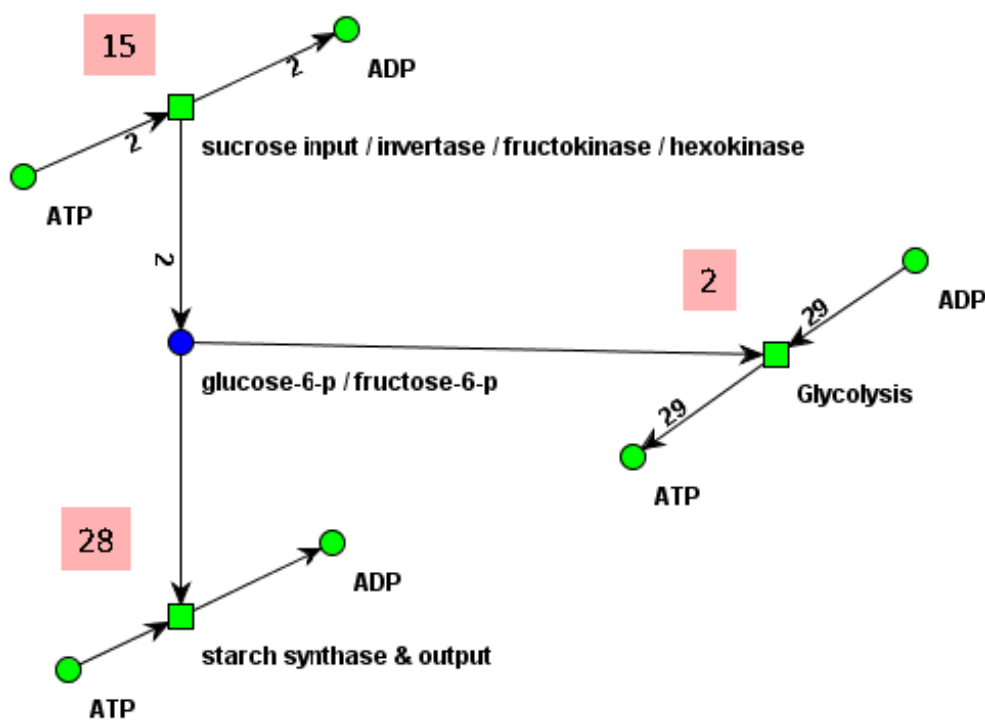 15
2
ADP
2
sucrose input / invertase / fructokinase / hexokinase
ATP
2
2
ADP
29
glucose-6-p / fructose-6-p
Glycolysis
29
ATP
28
ADP
starch synthase & output
ATP